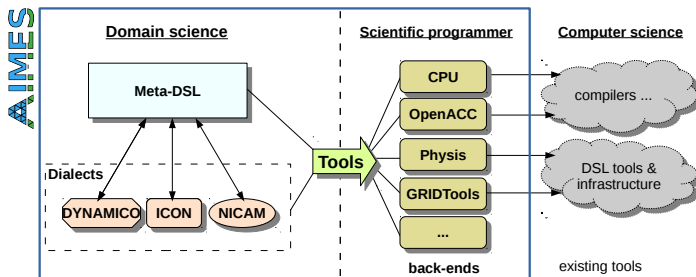 AIMES
Domain science
Scientific programmer
Computer science
Meta-DSL
Dialects
DYNAMICO
ICON
NICAM
Tools
CPU
OpenACC
Physis
GRIDTools
...
back-ends
compilers ...
DSL tools &
infrastructure
existing tools